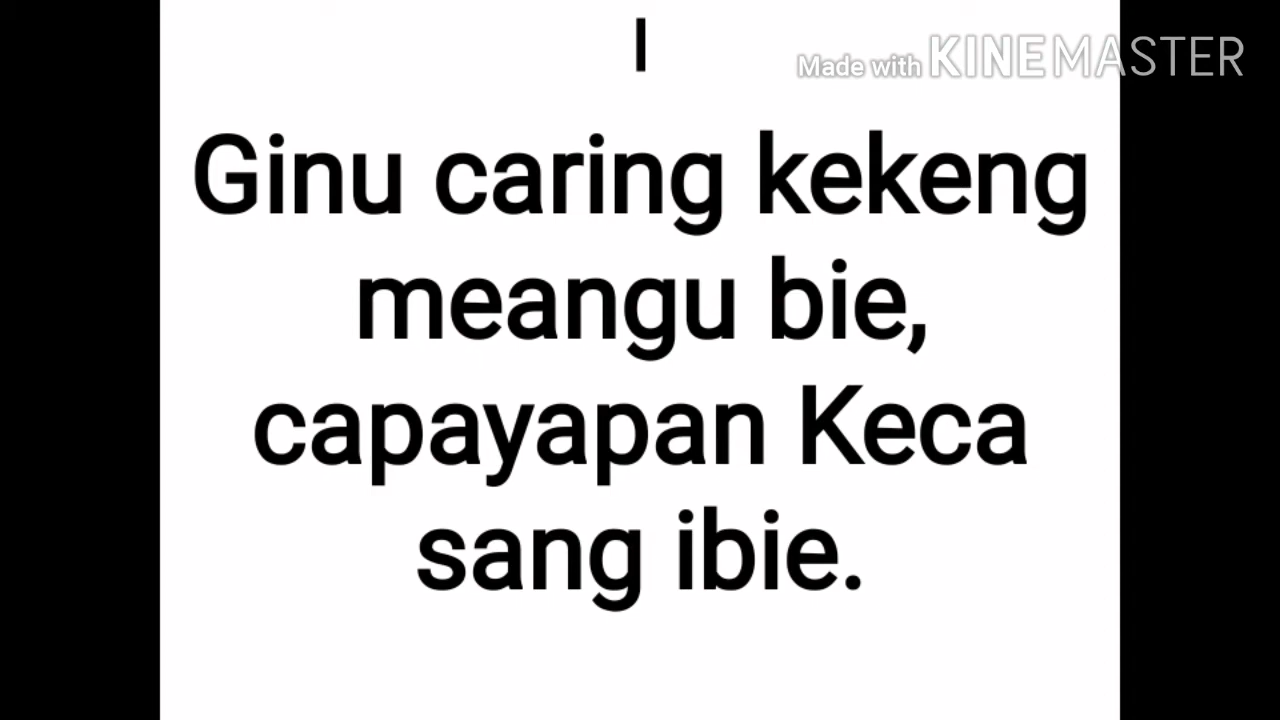 I
Made with KINEMASTER
Ginu caring kekeng
meangu bie,
capayapan Keca
sang ibie.